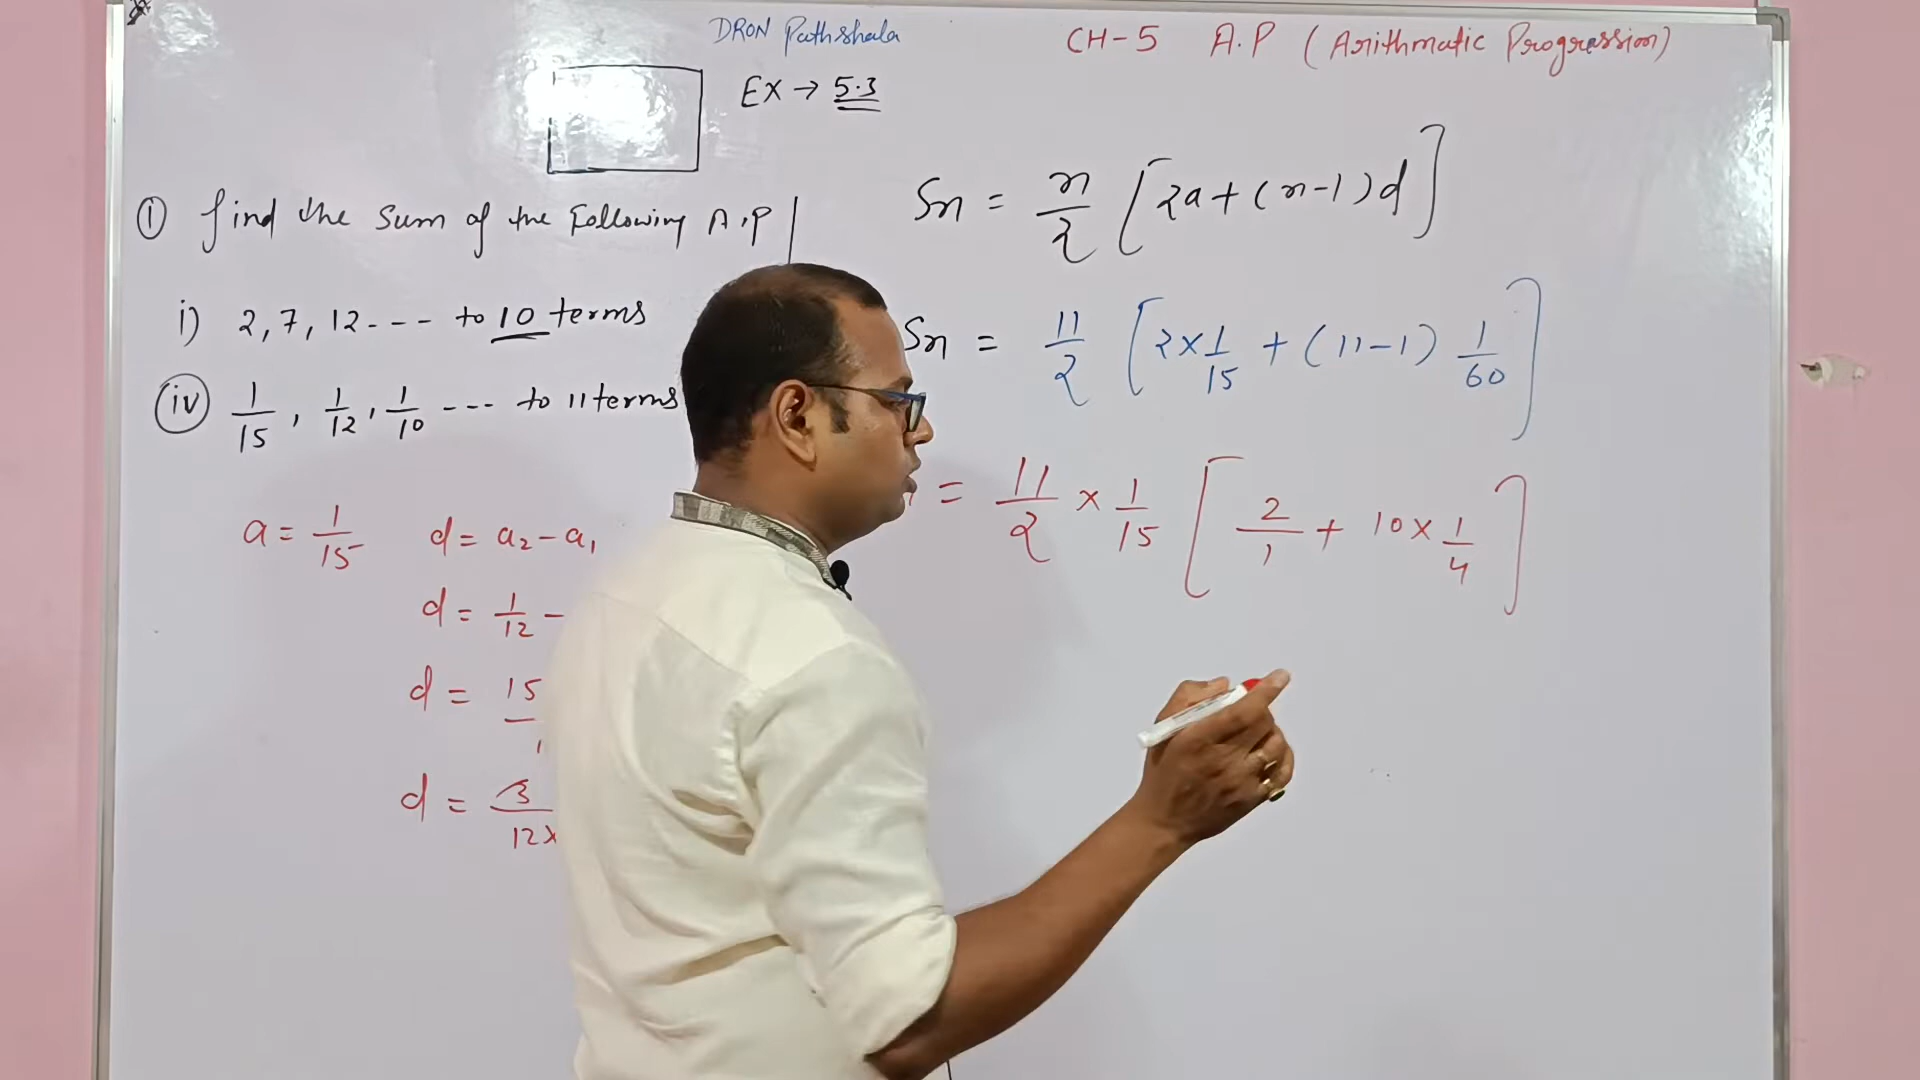 DRON Pathshala
CH-5 A.P (Arithmatic Progression)
EX → 5.3
① find the sum of the following A.P
i) 2, 7, 12 - - - to 10 terms
iv) 1/15, 1/12, 1/10 - - - to 11 terms
a = 1/15 d = a₂ - a₁
d = 1/12 -
d = 15
d = 3/12×
Sn = n/2 [2a + (n-1)d]
Sn = 11/2 [2 × 1/15 + (11-1) 1/60]
= 11/2 × 1/15 [2/1 + 10 × 1/4]